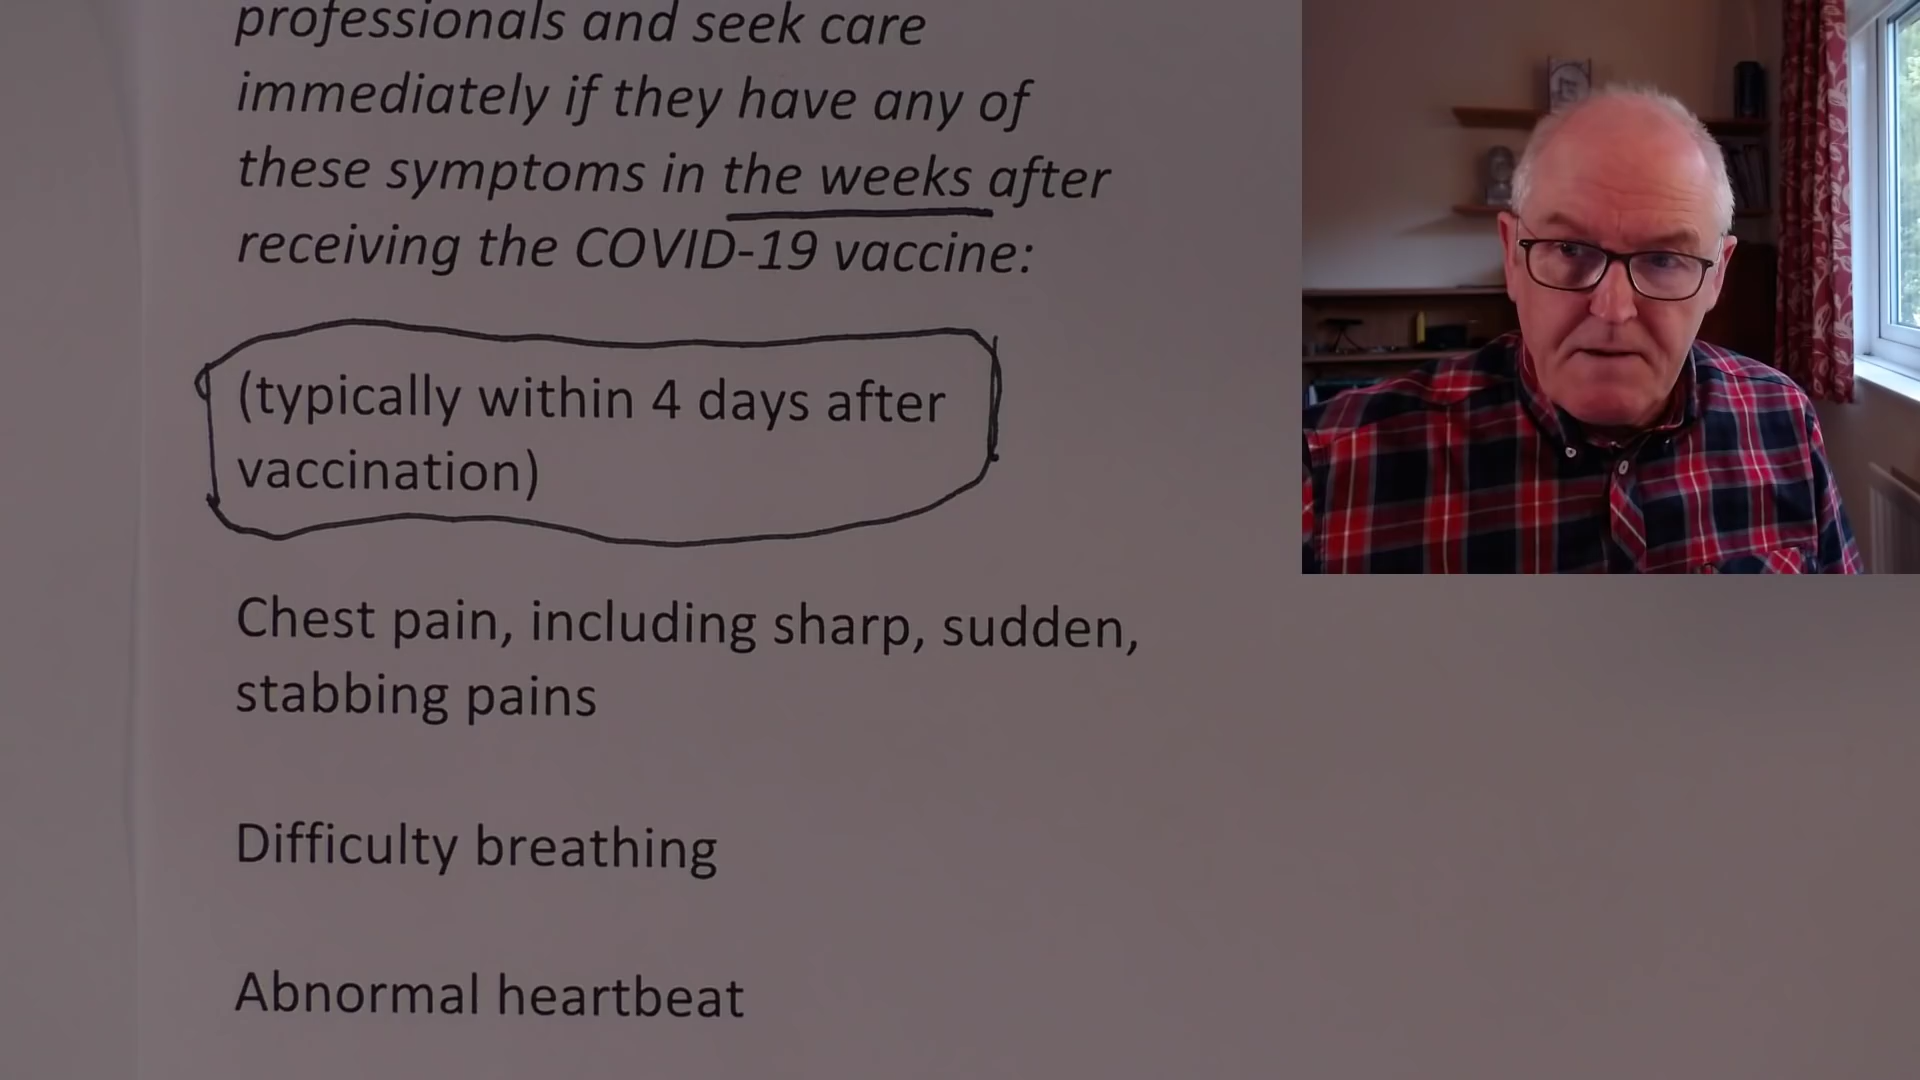 professionals and seek care
immediately if they have any of
these symptoms in the weeks after
receiving the COVID-19 vaccine:
(typically within 4 days after
vaccination)
Chest pain, including sharp, sudden,
stabbing pains
Difficulty breathing
Abnormal heartbeat